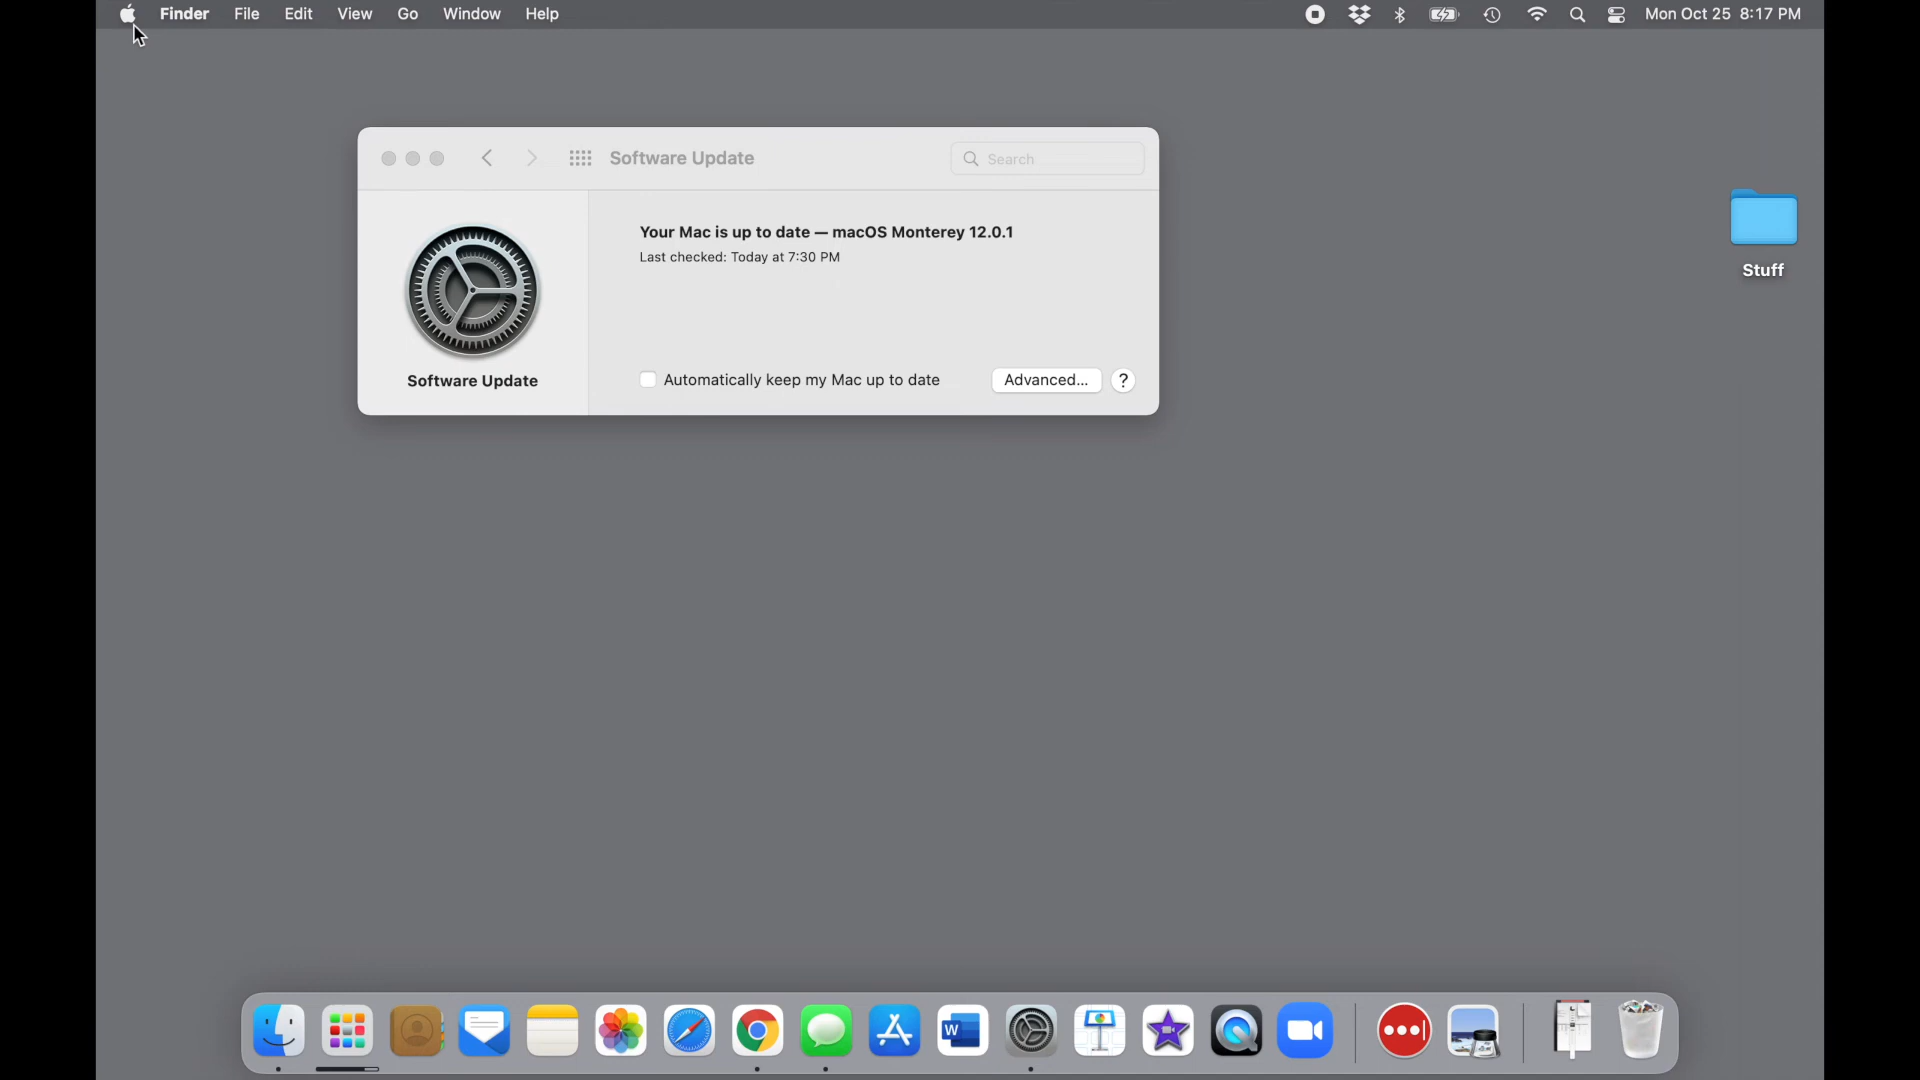 Finder File Edit View Go Window Help Mon Oct 25 8:17 PM
Software Update Search
Your Mac is up to date — macOS Monterey 12.0.1
Last checked: Today at 7:30 PM
Software Update
Automatically keep my Mac up to date Advanced... ?
Stuff
W